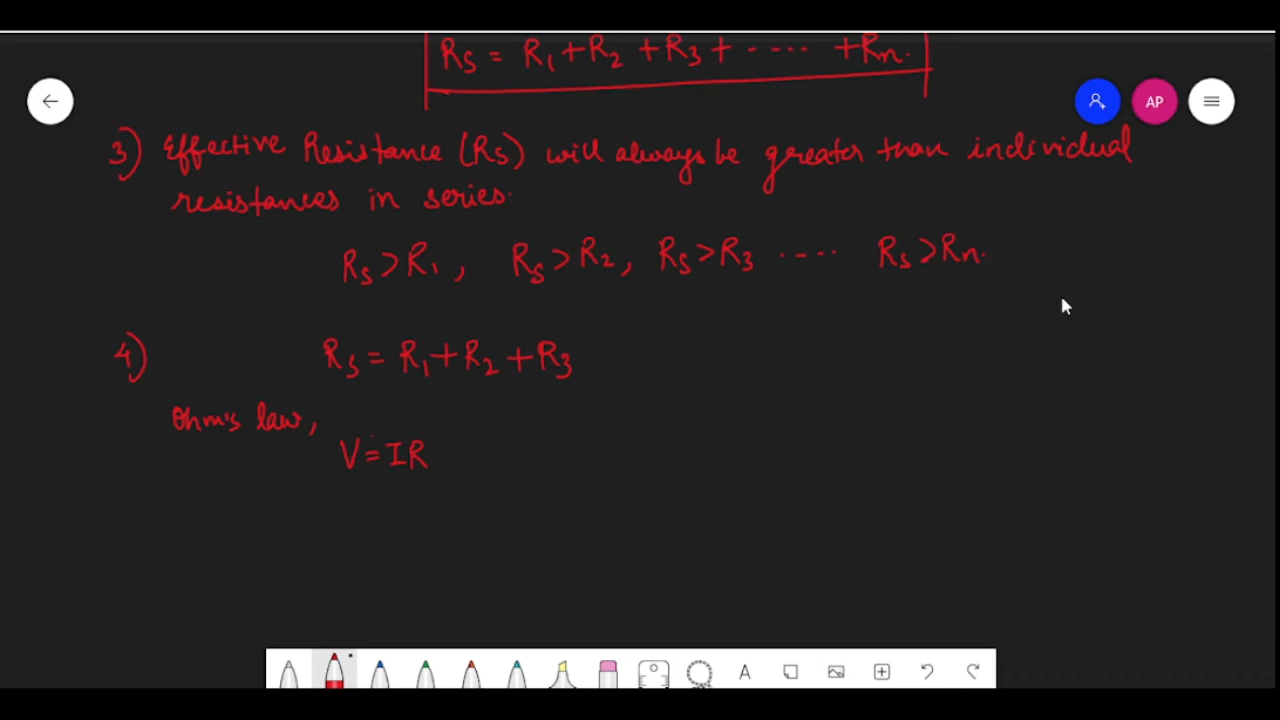 Rs = R1 + R2 + R3 + ..... + Rn.
AP
3) Effective Resistance (Rs) will always be greater than individual
resistances in series.
Rs > R1, Rs > R2, Rs > R3 ..... Rs > Rn.
4) Rs = R1 + R2 + R3
Ohm's law,
V = IR
A